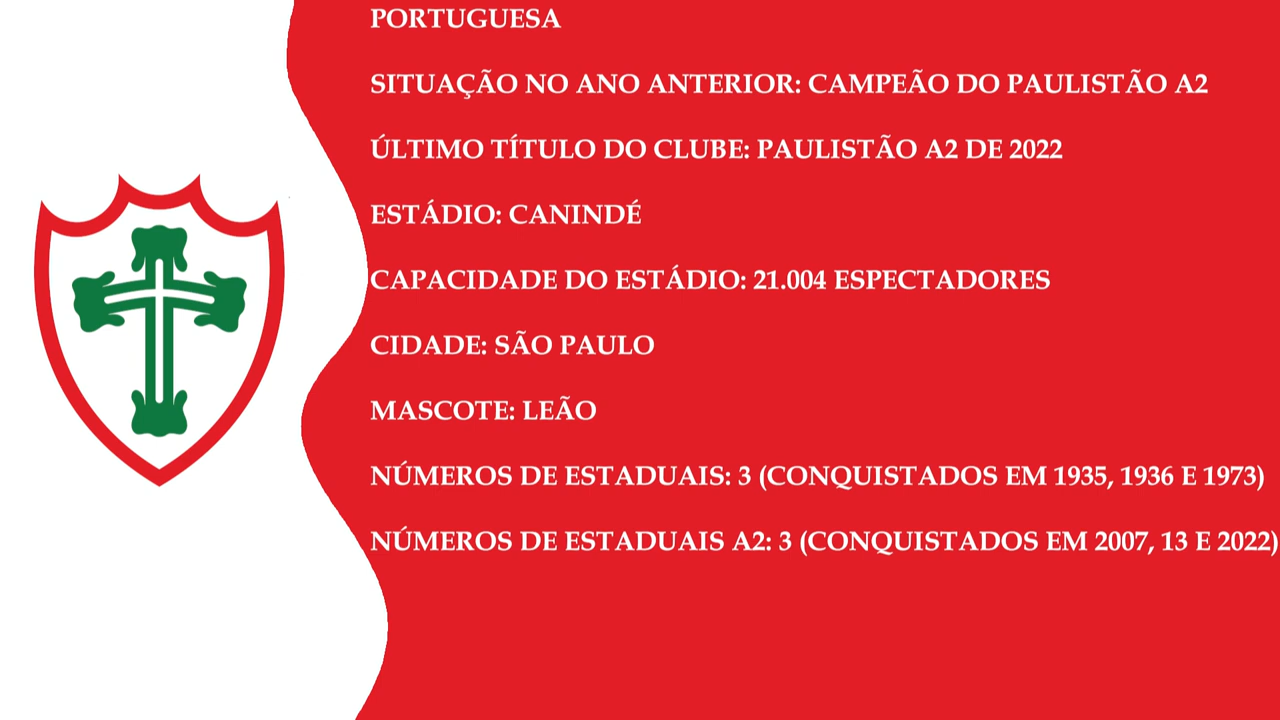 PORTUGUESA
SITUAÇÃO NO ANO ANTERIOR: CAMPEÃO DO PAULISTÃO A2
ÚLTIMO TÍTULO DO CLUBE: PAULISTÃO A2 DE 2022
ESTÁDIO: CANINDÉ
CAPACIDADE DO ESTÁDIO: 21.004 ESPECTADORES
CIDADE: SÃO PAULO
MASCOTE: LEÃO
NÚMEROS DE ESTADUAIS: 3 (CONQUISTADOS EM 1935, 1936 E 1973)
NÚMEROS DE ESTADUAIS A2: 3 (CONQUISTADOS EM 2007, 13 E 2022)